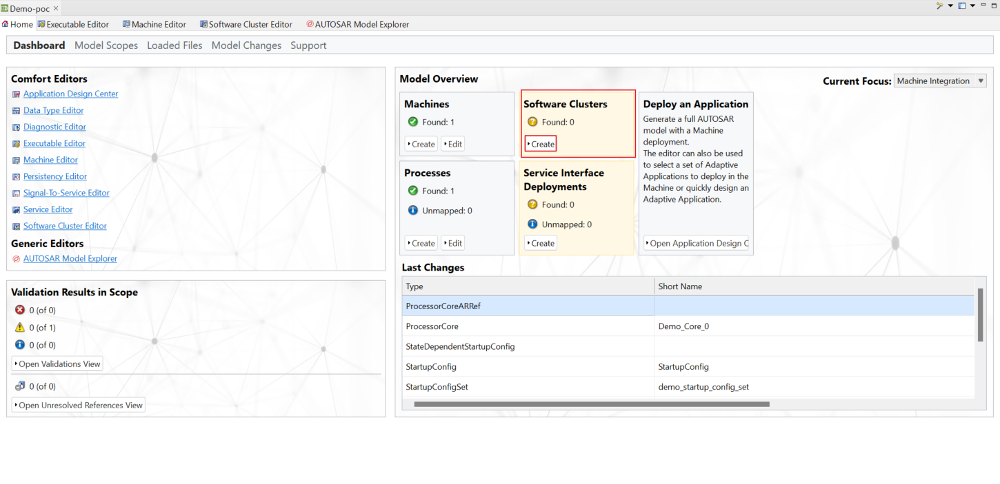 Demo-poc
Home Executable Editor Machine Editor Software Cluster Editor AUTOSAR Model Explorer
Dashboard Model Scopes Loaded Files Model Changes Support
Comfort Editors
Application Design Center
Data Type Editor
Diagnostic Editor
Executable Editor
Machine Editor
Persistency Editor
Signal-To-Service Editor
Service Editor
Software Cluster Editor
Generic Editors
AUTOSAR Model Explorer
Validation Results in Scope
0 (of 0)
0 (of 1)
0 (of 0)
Open Validations View
0 (of 0)
Open Unresolved References View
Model Overview
Current Focus: Machine Integration
Machines
Found: 1
Create Edit
Software Clusters
Found: 0
Create
Deploy an Application
Generate a full AUTOSAR
model with a Machine
deployment.
The editor can also be used
to select a set of Adaptive
Applications to deploy in the
Machine or quickly design an
Adaptive Application.
Open Application Design C
Processes
Found: 1
Unmapped: 0
Create Edit
Service Interface
Deployments
Found: 0
Unmapped: 0
Create
Last Changes
Type Short Name
ProcessorCoreARRef
ProcessorCore Demo_Core_0
StateDependentStartupConfig
StartupConfig StartupConfig
StartupConfigSet demo_startup_config_set